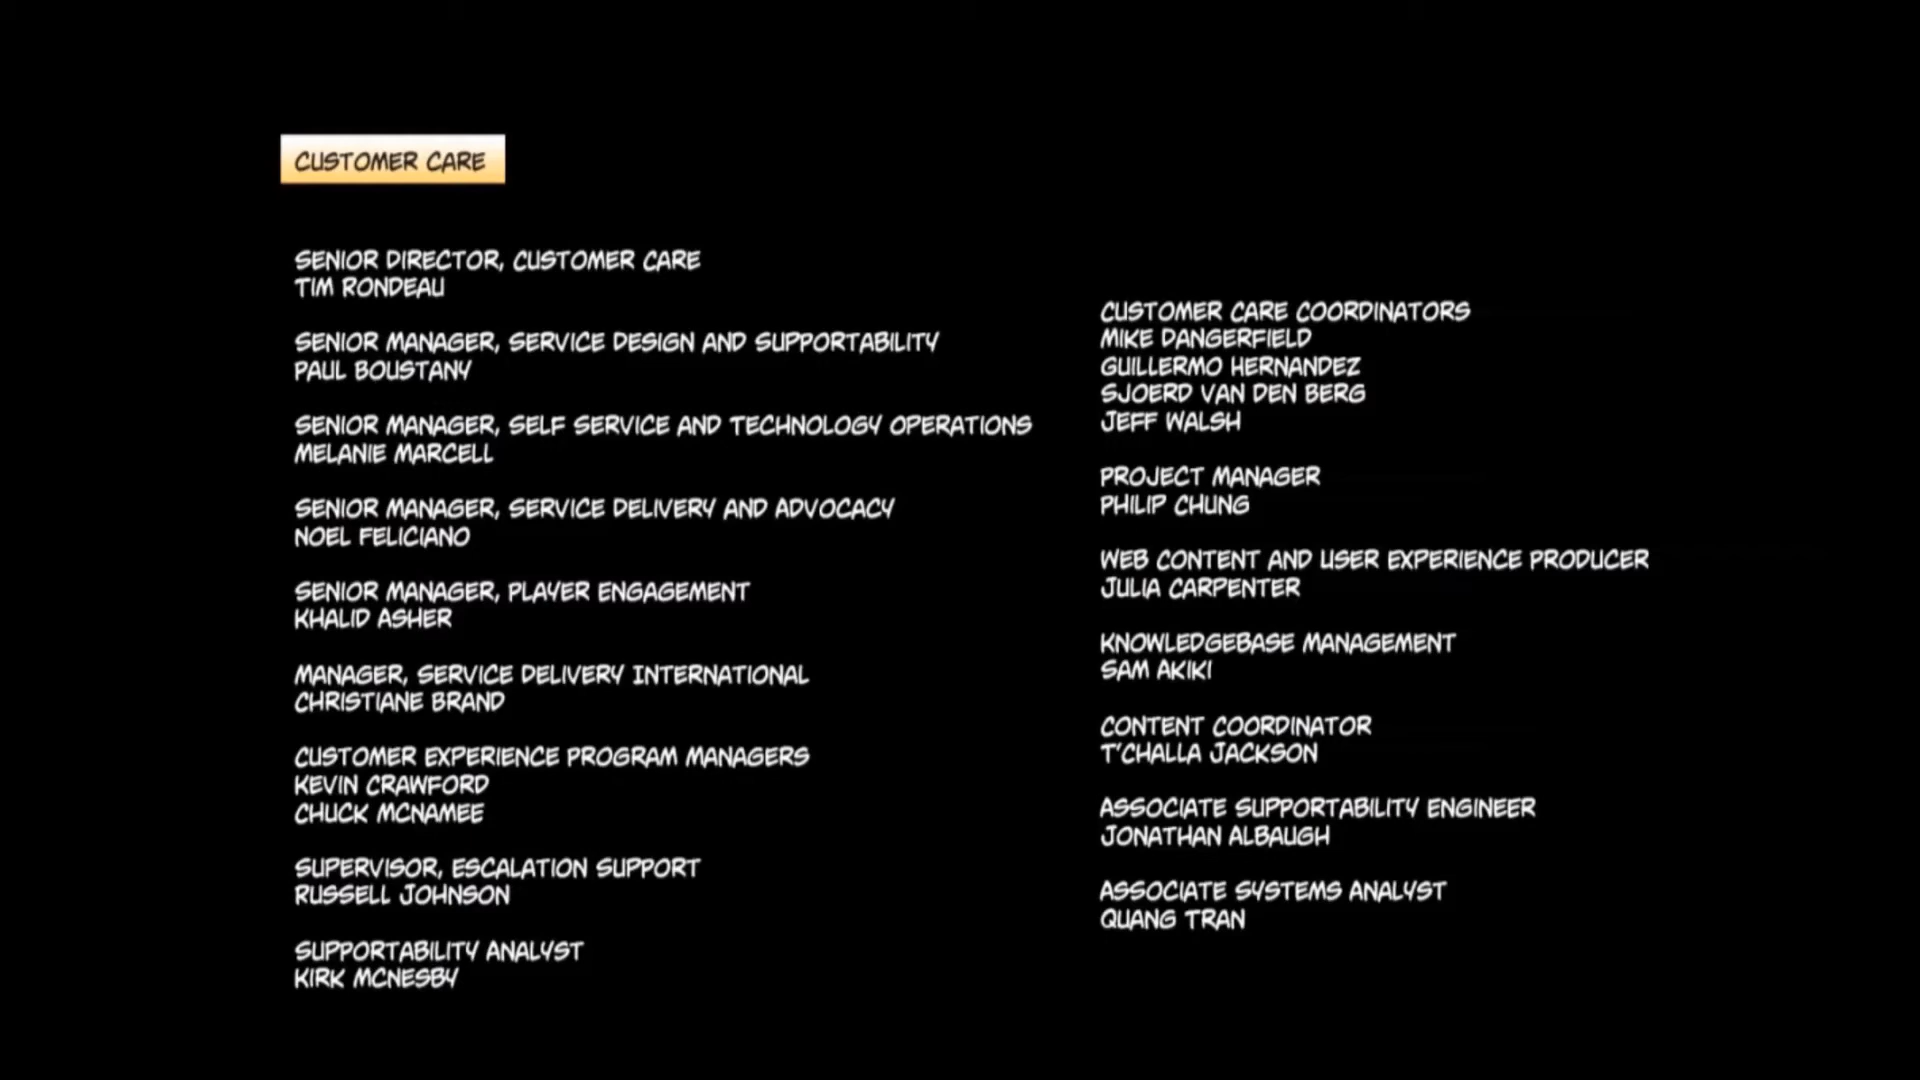 CUSTOMER CARE
SENIOR DIRECTOR, CUSTOMER CARE
TIM RONDEAU
SENIOR MANAGER, SERVICE DESIGN AND SUPPORTABILITY
PAUL BOUSTANY
SENIOR MANAGER, SELF SERVICE AND TECHNOLOGY OPERATIONS
MELANIE MARCELL
SENIOR MANAGER, SERVICE DELIVERY AND ADVOCACY
NOEL FELICIANO
SENIOR MANAGER, PLAYER ENGAGEMENT
KHALID ASHER
MANAGER, SERVICE DELIVERY INTERNATIONAL
CHRISTIANE BRAND
CUSTOMER EXPERIENCE PROGRAM MANAGERS
KEVIN CRAWFORD
CHUCK MCNAMEE
SUPERVISOR, ESCALATION SUPPORT
RUSSELL JOHNSON
SUPPORTABILITY ANALYST
KIRK MCNESBY
CUSTOMER CARE COORDINATORS
MIKE DANGERFIELD
GUILLERMO HERNANDEZ
SJOERD VAN DEN BERG
JEFF WALSH
PROJECT MANAGER
PHILIP CHUNG
WEB CONTENT AND USER EXPERIENCE PRODUCER
JULIA CARPENTER
KNOWLEDGEBASE MANAGEMENT
SAM AKIKI
CONTENT COORDINATOR
T'CHALLA JACKSON
ASSOCIATE SUPPORTABILITY ENGINEER
JONATHAN ALBAUGH
ASSOCIATE SYSTEMS ANALYST
QUANG TRAN